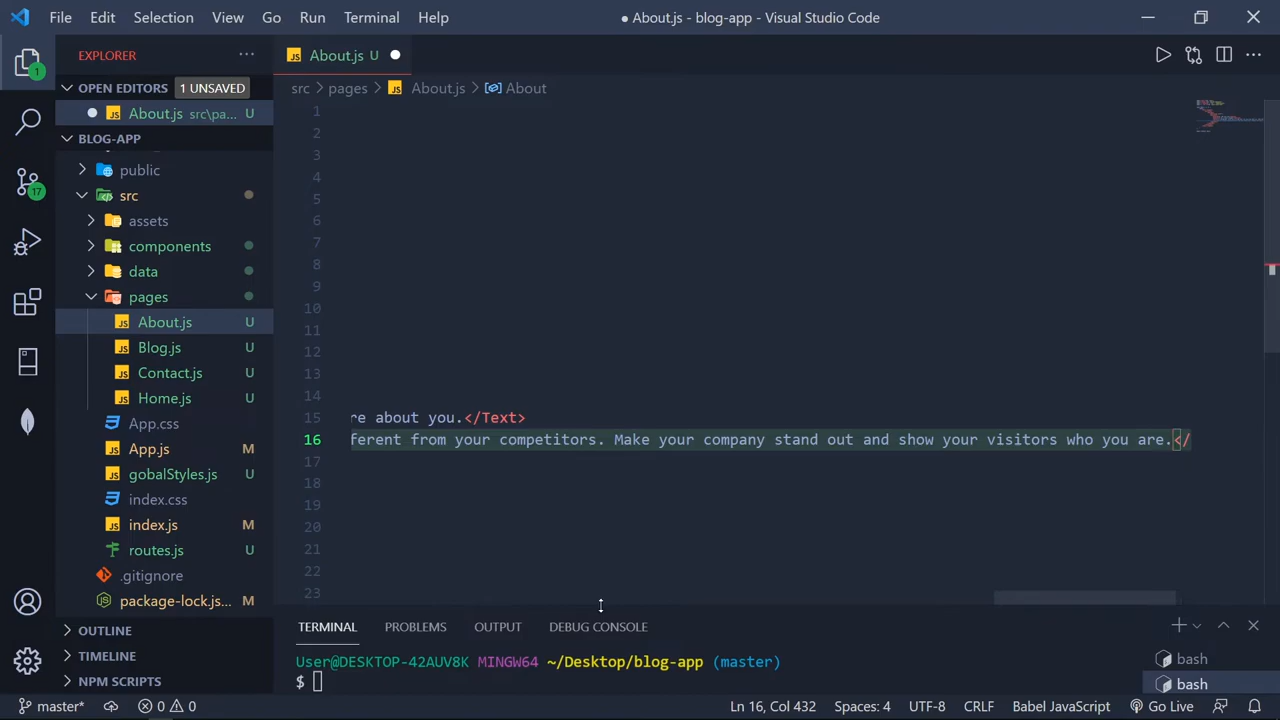 File Edit Selection View Go Run Terminal Help
● About.js - blog-app - Visual Studio Code
EXPLORER
1
OPEN EDITORS 1 UNSAVED
About.js src\pa... U
BLOG-APP
public
src
assets
components
data
pages
About.js U
Blog.js U
Contact.js U
Home.js U
App.css
App.js M
gobalStyles.js U
index.css
index.js M
routes.js U
.gitignore
package-lock.js... M
OUTLINE
TIMELINE
NPM SCRIPTS
17
JS About.js U
src > pages > JS About.js > About
1
2
3
4
5
6
7
8
9
10
11
12
13
14
15 re about you.</Text>
16 ferent from your competitors. Make your company stand out and show your visitors who you are.</
17
18
19
20
21
22
23
TERMINAL PROBLEMS OUTPUT DEBUG CONSOLE
User@DESKTOP-42AUV8K MINGW64 ~/Desktop/blog-app (master)
$
bash
bash
master* 0 0 Ln 16, Col 432 Spaces: 4 UTF-8 CRLF Babel JavaScript Go Live